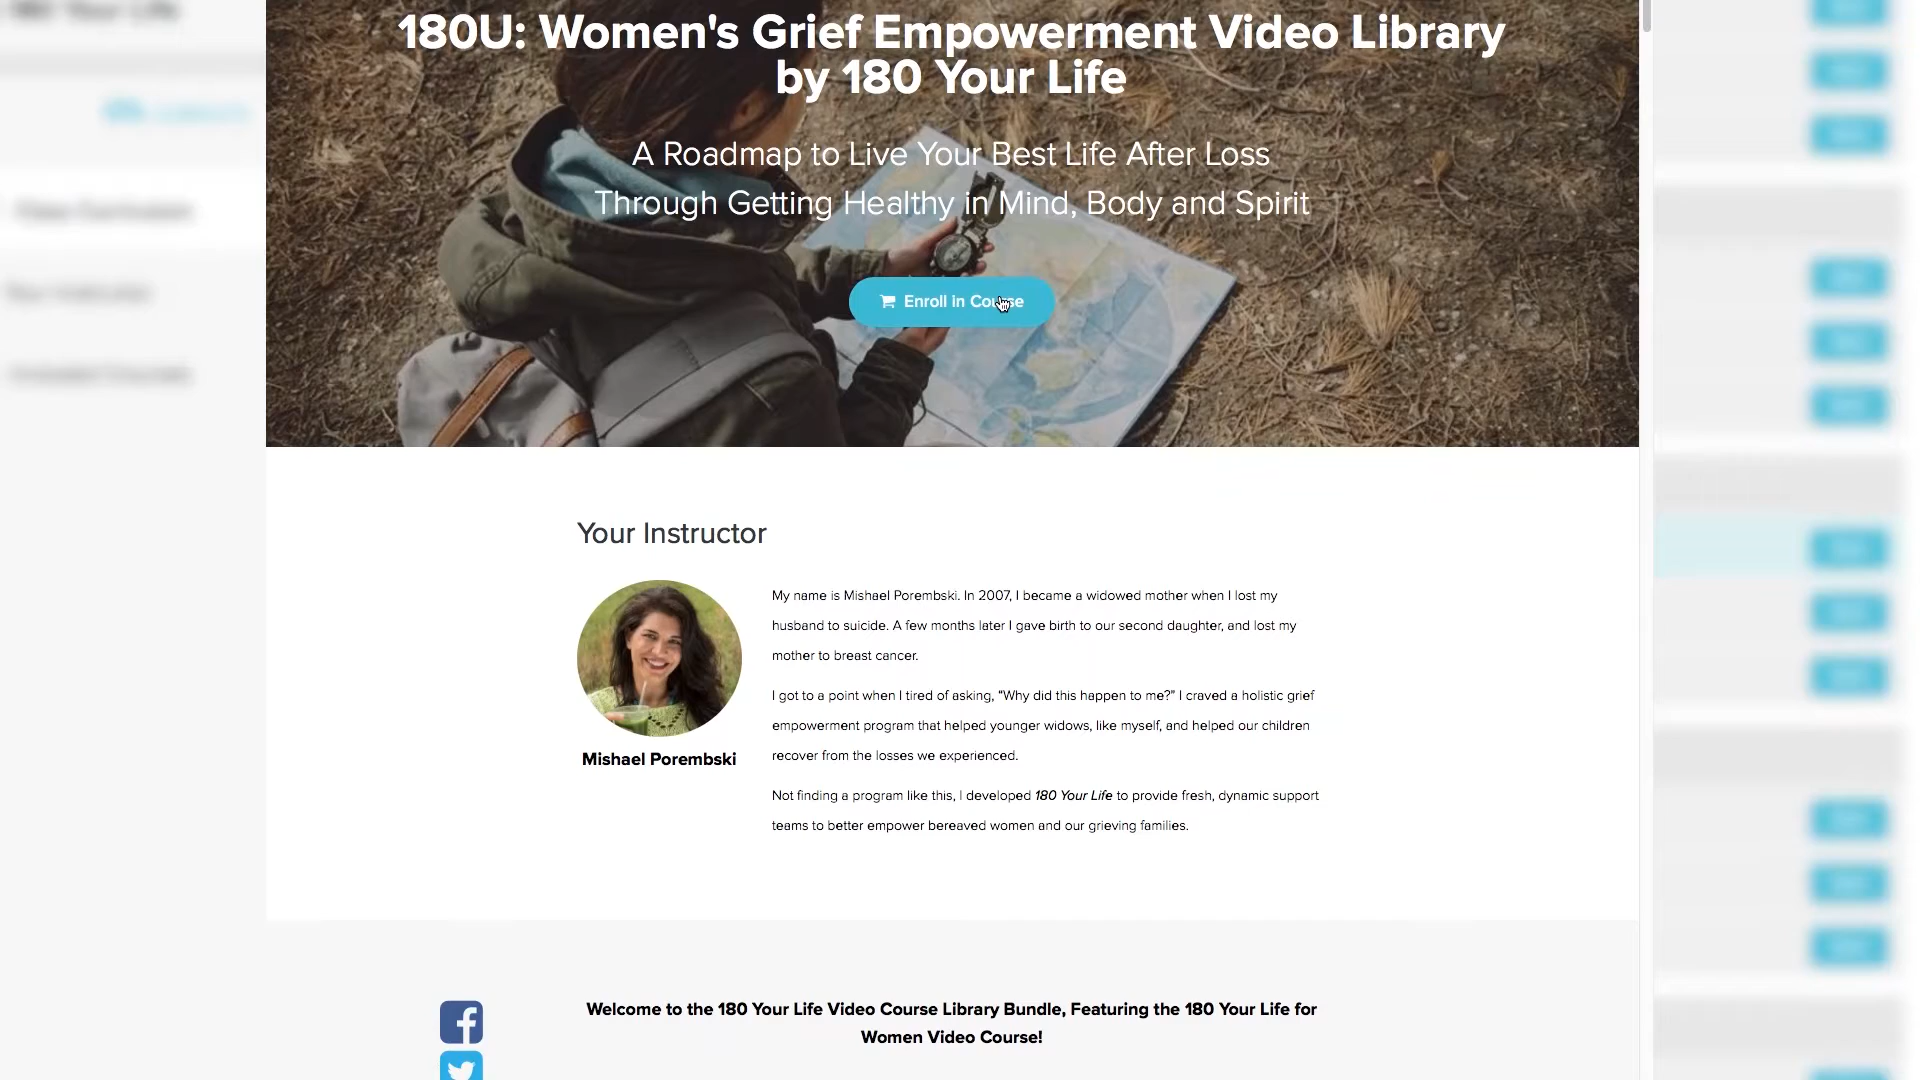 180U: Women's Grief Empowerment Video Library
by 180 Your Life
A Roadmap to Live Your Best Life After Loss
Through Getting Healthy in Mind, Body and Spirit
Enroll in Course
Your Instructor
My name is Mishael Porembski. In 2007, I became a widowed mother when I lost my
husband to suicide. A few months later I gave birth to our second daughter, and lost my
mother to breast cancer.
I got to a point when I tired of asking, “Why did this happen to me?” I craved a holistic grief
empowerment program that helped younger widows, like myself, and helped our children
recover from the losses we experienced.
Mishael Porembski
Not finding a program like this, I developed 180 Your Life to provide fresh, dynamic support
teams to better empower bereaved women and our grieving families.
Welcome to the 180 Your Life Video Course Library Bundle, Featuring the 180 Your Life for
Women Video Course!